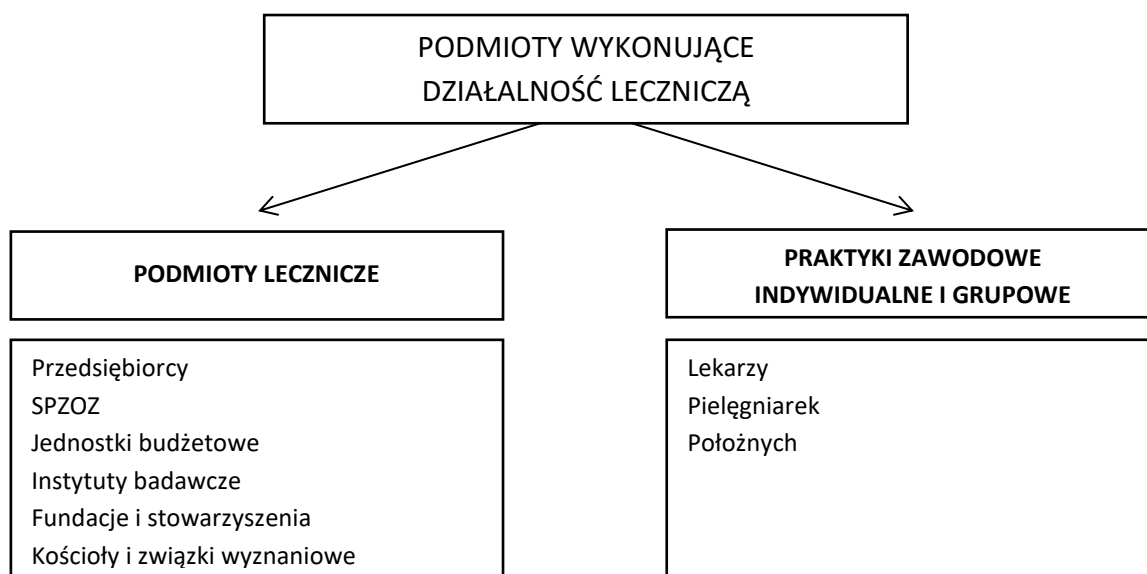 PODMIOTY WYKONUJĄCE
DZIAŁALNOŚĆ LECZNICZĄ
PODMIOTY LECZNICZE
Przedsiębiorcy
SPZOZ
Jednostki budżetowe
Instytuty badawcze
Fundacje i stowarzyszenia
Kościoły i związki wyznaniowe
PRAKTYKI ZAWODOWE
INDYWIDUALNE I GRUPOWE
Lekarzy
Pielęgniarek
Położnych